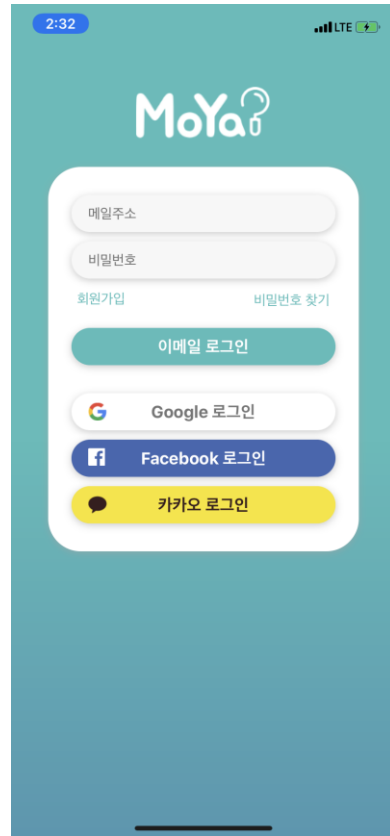 2:32
LTE
MoYa?
메일주소
비밀번호
회원가입
비밀번호 찾기
이메일 로그인
Google 로그인
Facebook 로그인
카카오 로그인